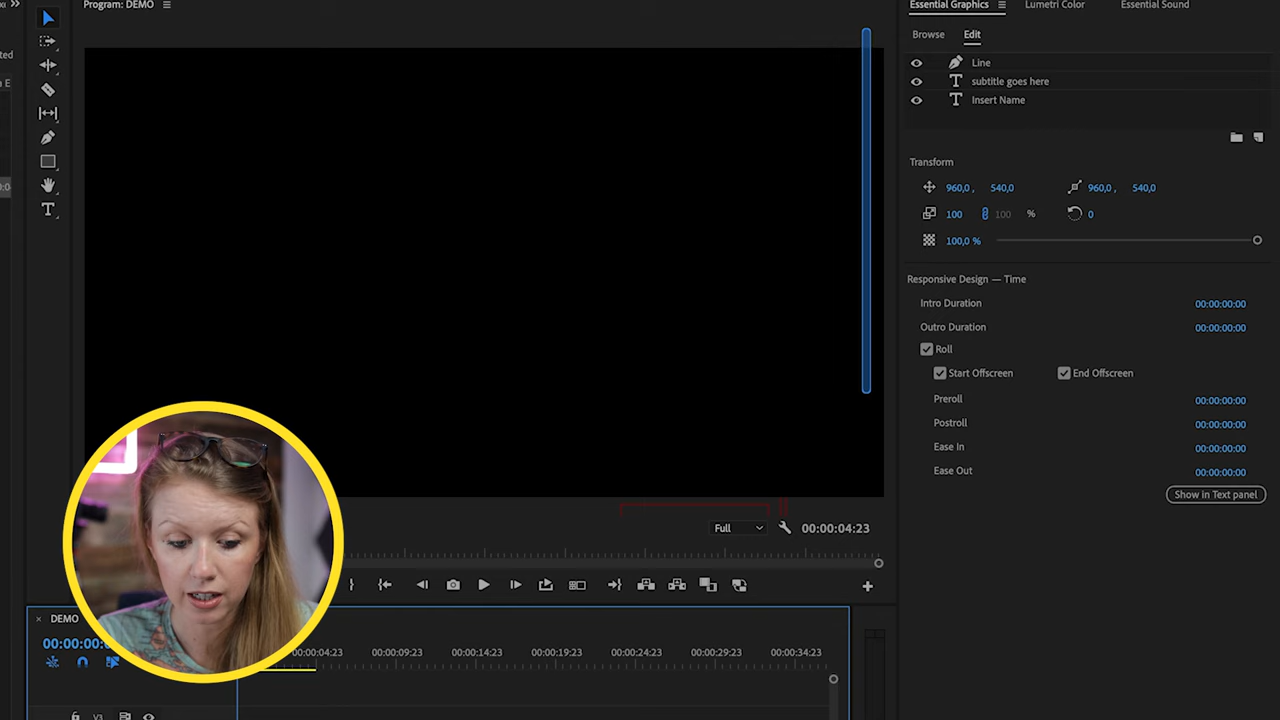 Program: DEMO
Essential Graphics
Lumetri Color
Essential Sound
Browse
Edit
Line
T subtitle goes here
T Insert Name
Transform
960,0 , 540,0
960,0 , 540,0
100
100 %
0
100,0 %
Responsive Design — Time
Intro Duration 00:00:00:00
Outro Duration 00:00:00:00
Roll
Start Offscreen
End Offscreen
Preroll 00:00:00:00
Postroll 00:00:00:00
Ease In 00:00:00:00
Ease Out 00:00:00:00
Show in Text panel
Full
00:00:04:23
× DEMO
00:00:00:0
00:00:04:23
00:00:09:23
00:00:14:23
00:00:19:23
00:00:24:23
00:00:29:23
00:00:34:23
V3